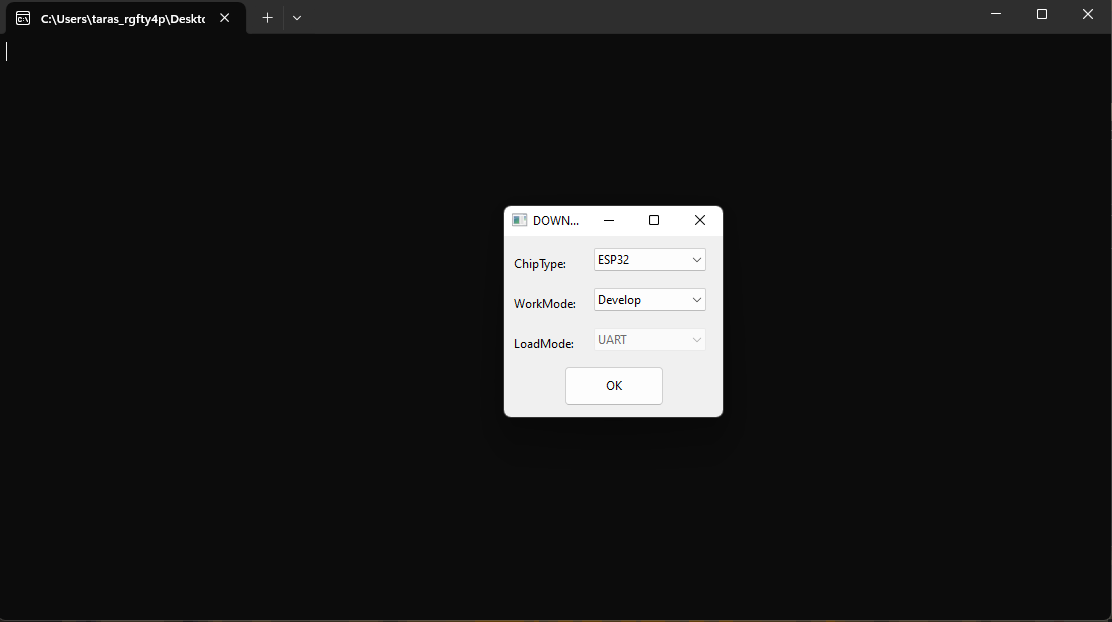 C:\Users\taras_rgfty4p\Deskto
DOWN...
ChipType: ESP32
WorkMode: Develop
LoadMode: UART
OK